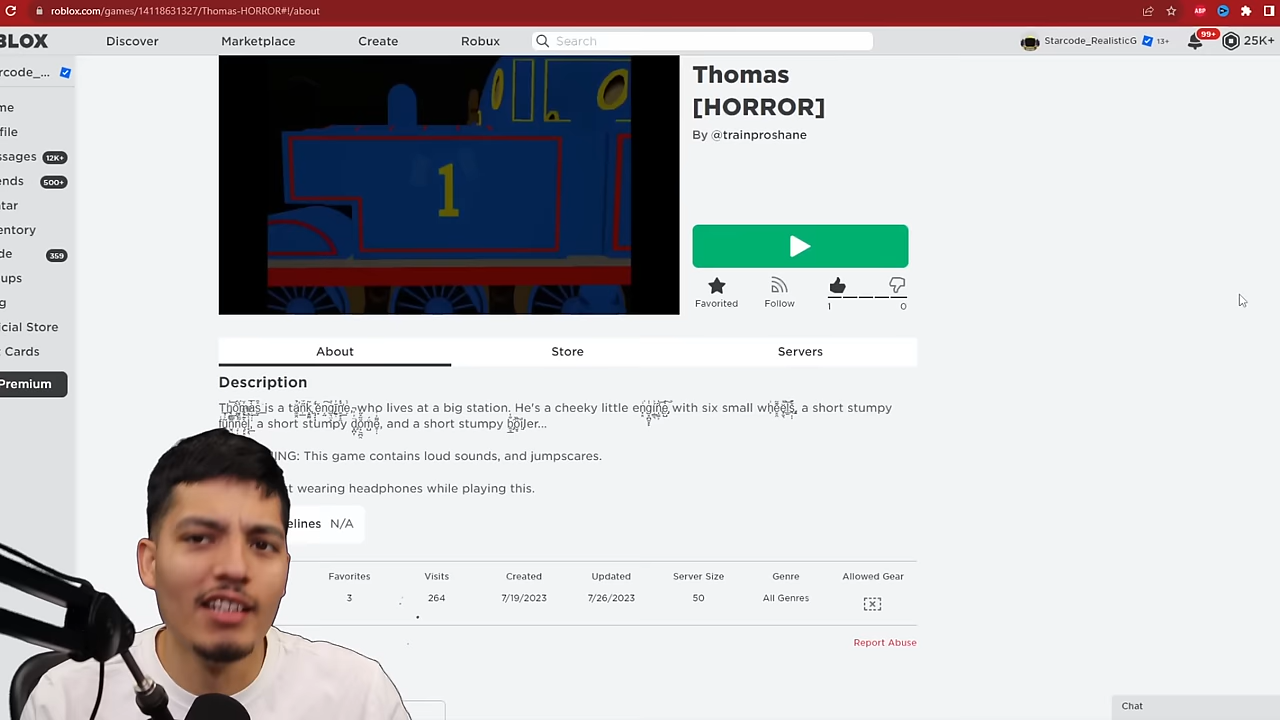 roblox.com/games/14118631327/Thomas-HORROR#!/about
ABP
BLOX
Discover
Marketplace
Create
Robux
Search
Starcode_RealisticG
13+
99+
25K+
rcode_...
me
file
ssages 12K+
ends 500+
tar
entory
de 359
ups
g
icial Store
t Cards
Premium
1
Thomas
[HORROR]
By @trainproshane
Favorited
Follow
1
0
About
Store
Servers
Description
Thomas is a tank engine, who lives at a big station. He's a cheeky little engine with six small wheels, a short stumpy
funnel, a short stumpy dome, and a short stumpy boiler...
ING: This game contains loud sounds, and jumpscares.
t wearing headphones while playing this.
elines N/A
Favorites
Visits
Created
Updated
Server Size
Genre
Allowed Gear
3
264
7/19/2023
7/26/2023
50
All Genres
Report Abuse
Chat